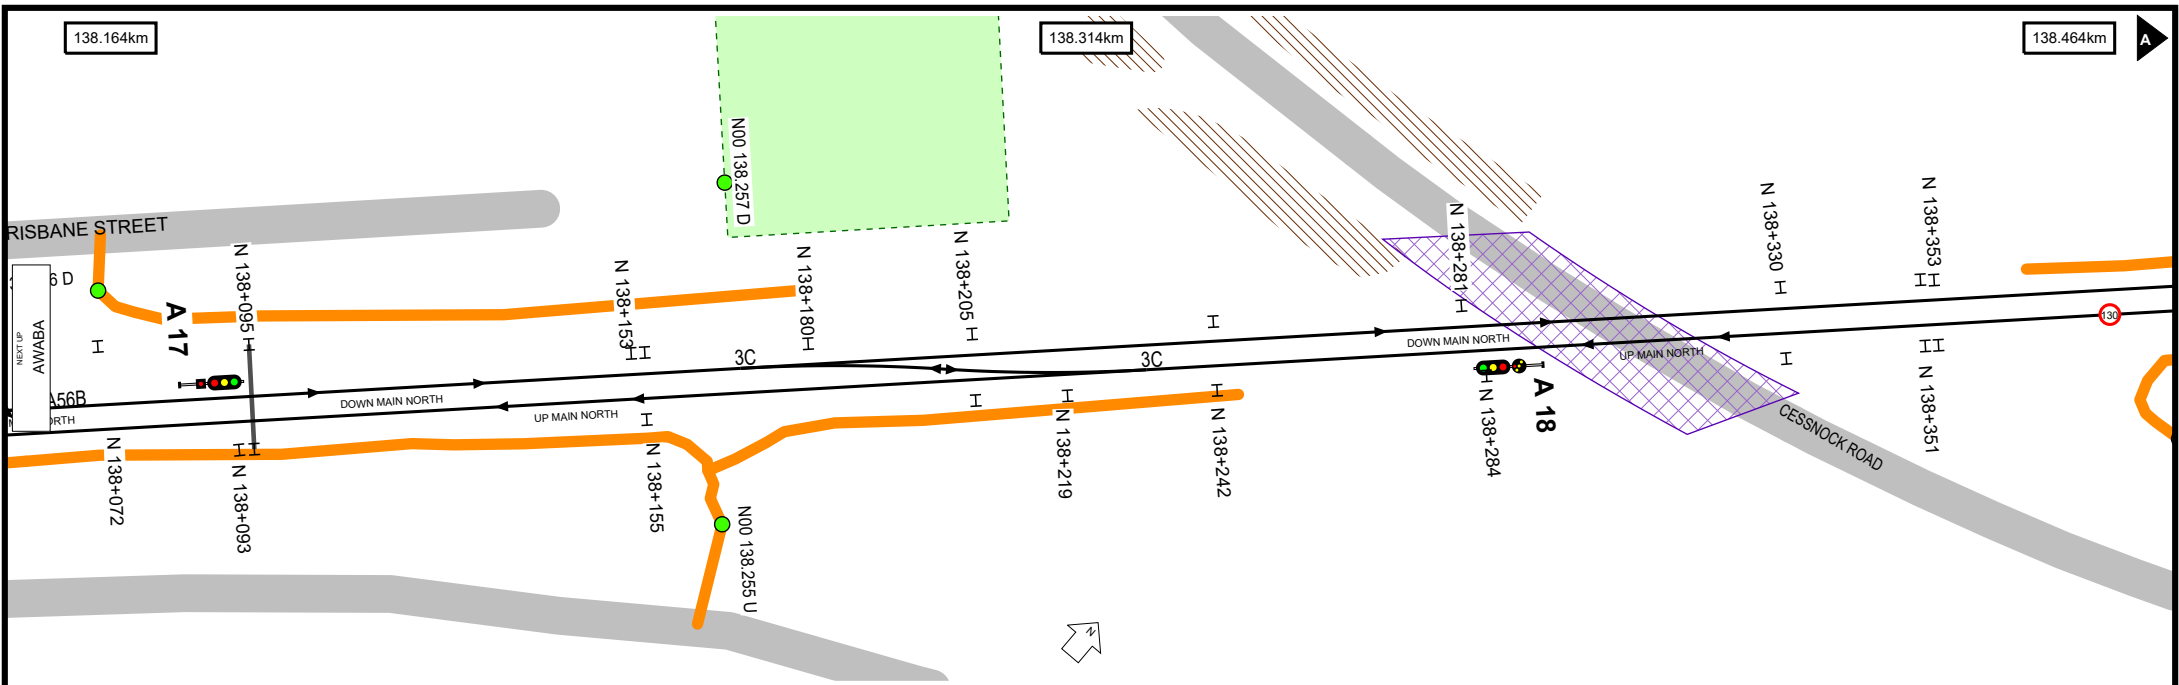 138.164km
138.314km
138.464km
A
N00 138.257 D
RISBANE STREET
6 D
NEXT UP
AWABA
A56B
ORTH
A 17
N 138+095
N 138+153
N 138+180
N 138+205
N 138+281
N 138+330
N 138+353
130
3C
3C
DOWN MAIN NORTH
UP MAIN NORTH
DOWN MAIN NORTH
UP MAIN NORTH
N 138+072
N 138+093
N 138+155
N 138+219
N 138+242
N 138+284
A 18
CESSNOCK ROAD
N 138+351
N00 138.255 U
N